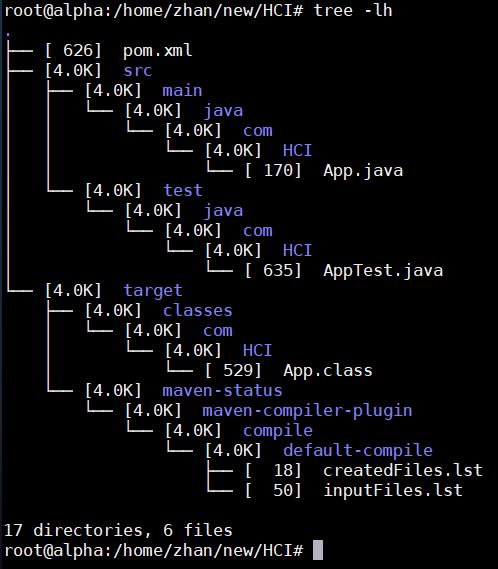 root@alpha:/home/zhan/new/HCI# tree -lh
.
├── [ 626]  pom.xml
├── [4.0K]  src
│   ├── [4.0K]  main
│   │   └── [4.0K]  java
│   │       └── [4.0K]  com
│   │           └── [4.0K]  HCI
│   │               └── [ 170]  App.java
│   └── [4.0K]  test
│       └── [4.0K]  java
│           └── [4.0K]  com
│               └── [4.0K]  HCI
│                   └── [ 635]  AppTest.java
└── [4.0K]  target
    ├── [4.0K]  classes
    │   └── [4.0K]  com
    │       └── [4.0K]  HCI
    │           └── [ 529]  App.class
    └── [4.0K]  maven-status
        └── [4.0K]  maven-compiler-plugin
            └── [4.0K]  compile
                └── [4.0K]  default-compile
                    ├── [  18]  createdFiles.lst
                    └── [  50]  inputFiles.lst

17 directories, 6 files
root@alpha:/home/zhan/new/HCI#